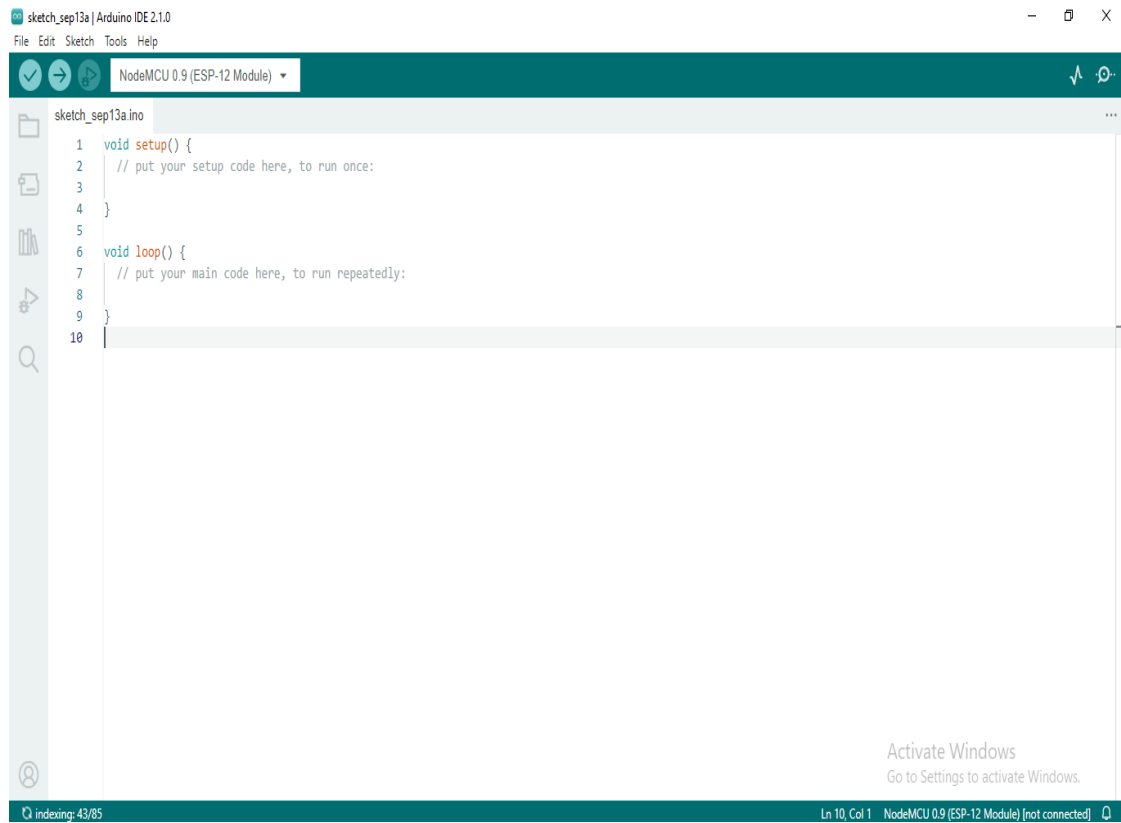 sketch_sep13a | Arduino IDE 2.1.0
File Edit Sketch Tools Help
NodeMCU 0.9 (ESP-12 Module)
sketch_sep13a.ino
1 void setup() {
2 // put your setup code here, to run once:
3
4 }
5
6 void loop() {
7 // put your main code here, to run repeatedly:
8
9 }
10
Activate Windows
Go to Settings to activate Windows.
indexing: 43/85 Ln 10, Col 1 NodeMCU 0.9 (ESP-12 Module) [not connected]